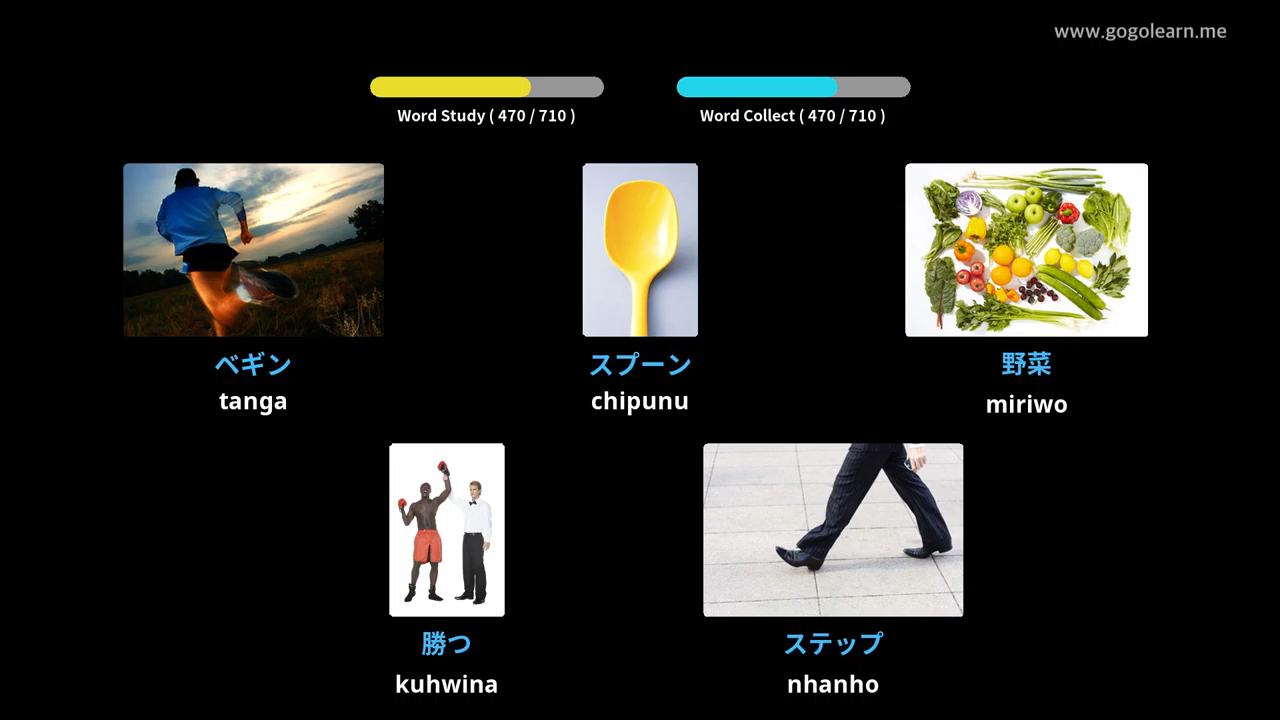 www.gogolearn.me
Word Study ( 470 / 710 )
Word Collect ( 470 / 710 )
ベギン
tanga
スプーン
chipunu
野菜
miriwo
勝つ
kuhwina
ステップ
nhanho